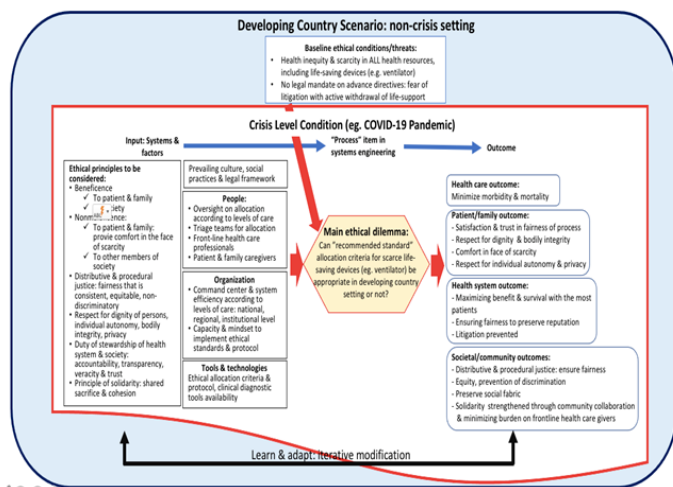 Developing Country Scenario: non-crisis setting
Baseline ethical conditions/threats:
• Health inequity & scarcity in ALL health resources,
including life-saving devices (e.g. ventilator)
• No legal mandate on advance directives: fear of
litigation with active withdrawal of life-support
Crisis Level Condition (eg. COVID-19 Pandemic)
Input: Systems &
factors
"Process" item in
systems engineering
Outcome
Ethical principles to be
considered:
• Beneficence
✓ To patient & family
✓ ociety
• Nonm ence:
✓ To patient & family:
provie comfort in the face
of scarcity
✓ To other members of
society
• Distributive & procedural
justice: fairness that is
consistent, equitable, non-
discriminatory
• Respect for dignity of persons,
individual autonomy, bodily
integrity, privacy
• Duty of stewardship of health
system & society:
accountability, transparency,
veracity & trust
• Principle of solidarity: shared
sacrifice & cohesion
Prevailing culture, social
practices & legal framework
People:
• Oversight on allocation
according to levels of care
• Triage teams for allocation
• Front-line health care
professionals
• Patient & family caregivers
Organization
• Command center & system
efficiency according to
levels of care: national,
regional, institutional level
• Capacity & mindset to
implement ethical
standards & protocol
Tools & technologies
Ethical allocation criteria &
protocol, clinical diagnostic
tools availability
Main ethical dilemma:
Can "recommended standard"
allocation criteria for scarce life-
saving devices (eg. ventilator) be
appropriate in developing country
setting or not?
Health care outcome:
Minimize morbidity & mortality
Patient/family outcome:
- Satisfaction & trust in fairness of process
- Respect for dignity & bodily integrity
- Comfort in face of scarcity
- Respect for individual autonomy & privacy
Health system outcome:
- Maximizing benefit & survival with the most
patients
- Ensuring fairness to preserve reputation
- Litigation prevented
Societal/community outcomes:
- Distributive & procedural justice: ensure fairness
- Equity, prevention of discrimination
- Preserve social fabric
- Solidarity strengthened through community collaboration
& minimizing burden on frontline health care givers
Learn & adapt: iterative modification